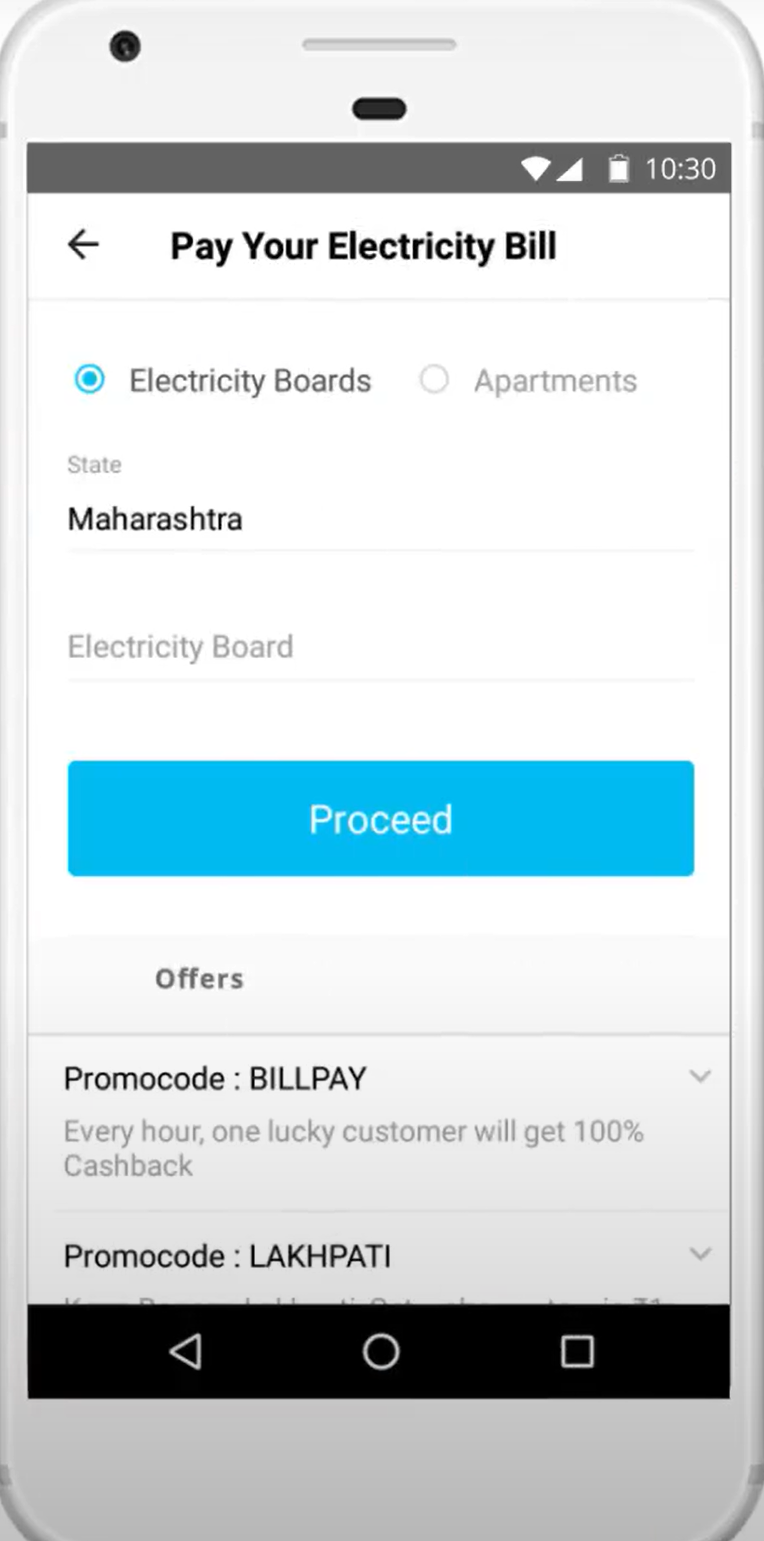 10:30
Pay Your Electricity Bill
Electricity Boards
Apartments
State
Maharashtra
Electricity Board
Proceed
Offers
Promocode : BILLPAY
Every hour, one lucky customer will get 100%
Cashback
Promocode : LAKHPATI